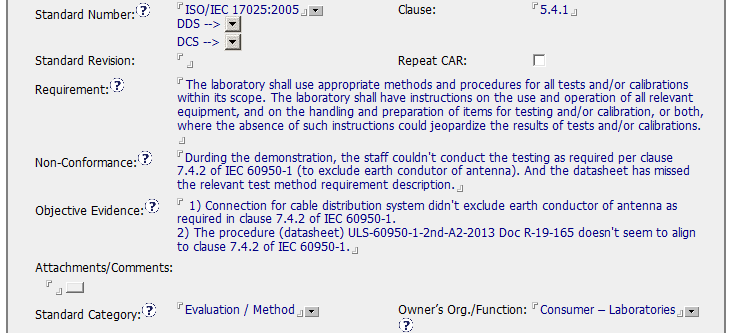 Standard Number: ? ISO/IEC 17025:2005 Clause: 5.4.1
DDS -->
DCS -->
Standard Revision: Repeat CAR:
Requirement: ? The laboratory shall use appropriate methods and procedures for all tests and/or calibrations
within its scope. The laboratory shall have instructions on the use and operation of all relevant
equipment, and on the handling and preparation of items for testing and/or calibration, or both,
where the absence of such instructions could jeopardize the results of tests and/or calibrations.
Non-Conformance: ? Durding the demonstration, the staff couldn't conduct the testing as required per clause
7.4.2 of IEC 60950-1 (to exclude earth condutor of antenna). And the datasheet has missed
the relevant test method requirement description.
Objective Evidence: ? 1) Connection for cable distribution system didn't exclude earth conductor of antenna as
required in clause 7.4.2 of IEC 60950-1.
2) The procedure (datasheet) ULS-60950-1-2nd-A2-2013 Doc R-19-165 doesn't seem to align
to clause 7.4.2 of IEC 60950-1.
Attachments/Comments:
Standard Category: ? Evaluation / Method Owner's Org./Function: Consumer – Laboratories
?